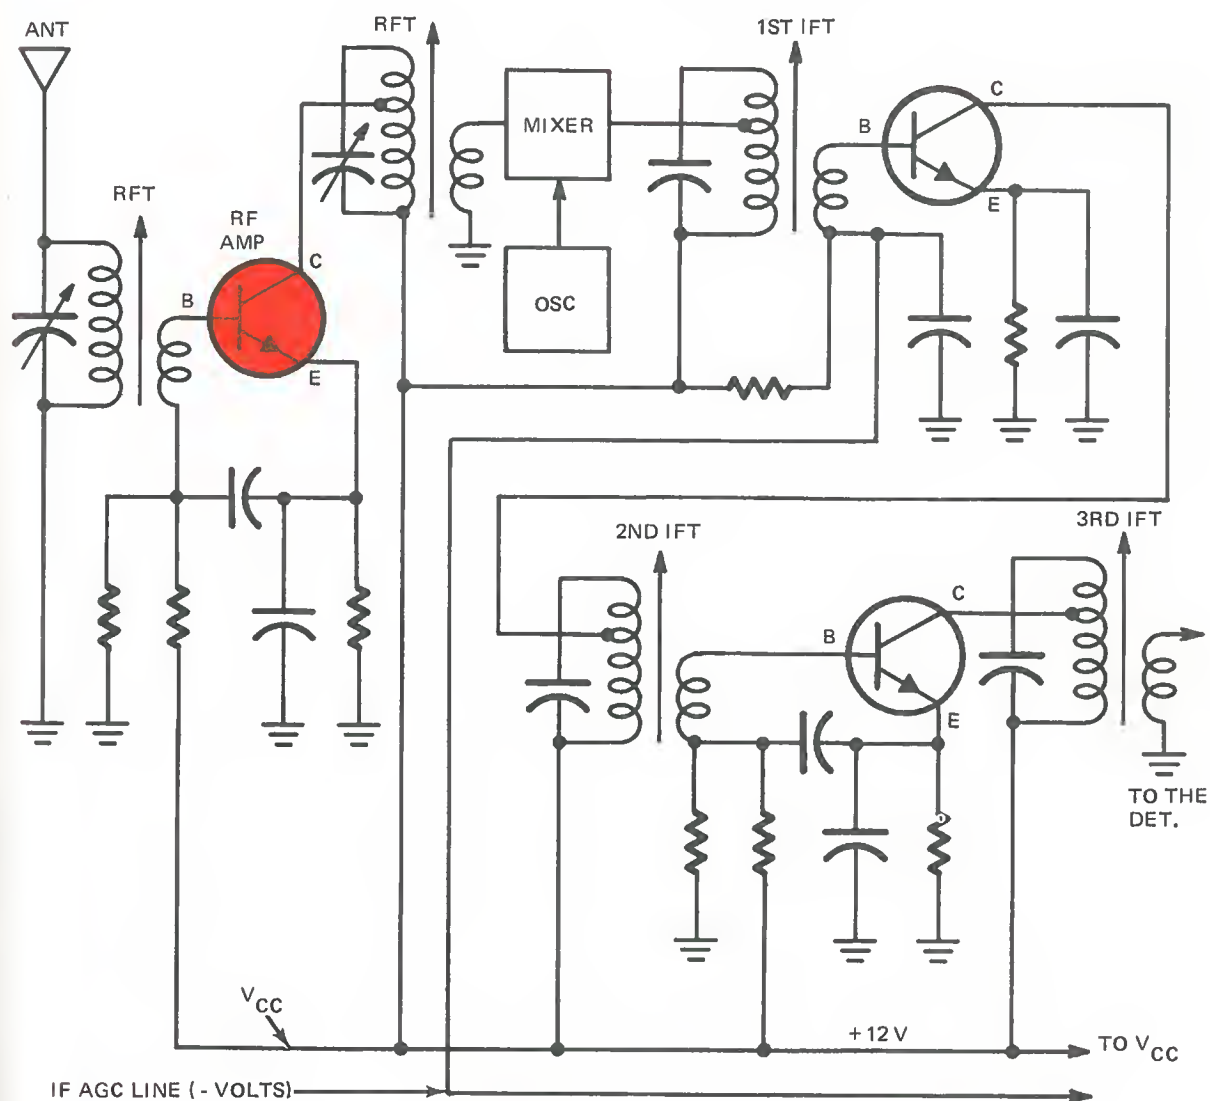 ANT
RFT
1ST IFT
C
B
MIXER
RFT
RF
AMP
C
E
B
OSC
E
2ND IFT
3RD IFT
C
B
E
TO THE
DET.
VCC
+12 V
TO VCC
IF AGC LINE (- VOLTS)